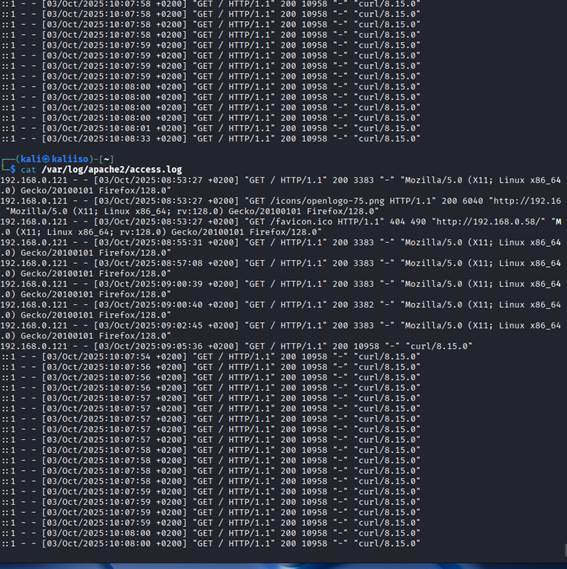 ::1 - - [03/Oct/2025:10:07:58 +0200] "GET / HTTP/1.1" 200 10958 "-" "curl/8.15.0"
::1 - - [03/Oct/2025:10:07:58 +0200] "GET / HTTP/1.1" 200 10958 "-" "curl/8.15.0"
::1 - - [03/Oct/2025:10:07:58 +0200] "GET / HTTP/1.1" 200 10958 "-" "curl/8.15.0"
::1 - - [03/Oct/2025:10:07:58 +0200] "GET / HTTP/1.1" 200 10958 "-" "curl/8.15.0"
::1 - - [03/Oct/2025:10:07:59 +0200] "GET / HTTP/1.1" 200 10958 "-" "curl/8.15.0"
::1 - - [03/Oct/2025:10:07:59 +0200] "GET / HTTP/1.1" 200 10958 "-" "curl/8.15.0"
::1 - - [03/Oct/2025:10:07:59 +0200] "GET / HTTP/1.1" 200 10958 "-" "curl/8.15.0"
::1 - - [03/Oct/2025:10:07:59 +0200] "GET / HTTP/1.1" 200 10958 "-" "curl/8.15.0"
::1 - - [03/Oct/2025:10:08:00 +0200] "GET / HTTP/1.1" 200 10958 "-" "curl/8.15.0"
::1 - - [03/Oct/2025:10:08:00 +0200] "GET / HTTP/1.1" 200 10958 "-" "curl/8.15.0"
::1 - - [03/Oct/2025:10:08:00 +0200] "GET / HTTP/1.1" 200 10958 "-" "curl/8.15.0"
::1 - - [03/Oct/2025:10:08:00 +0200] "GET / HTTP/1.1" 200 10958 "-" "curl/8.15.0"
::1 - - [03/Oct/2025:10:08:01 +0200] "GET / HTTP/1.1" 200 10958 "-" "curl/8.15.0"
::1 - - [03/Oct/2025:10:08:33 +0200] "GET / HTTP/1.1" 200 10958 "-" "curl/8.15.0"
┌──(kali㉿kaliiso)-[~]
└─$ cat /var/log/apache2/access.log
192.168.0.121 - - [03/Oct/2025:08:53:27 +0200] "GET / HTTP/1.1" 200 3383 "-" "Mozilla/5.0 (X11; Linux x86_64
.0) Gecko/20100101 Firefox/128.0"
192.168.0.121 - - [03/Oct/2025:08:53:27 +0200] "GET /icons/openlogo-75.png HTTP/1.1" 200 6040 "http://192.16
"Mozilla/5.0 (X11; Linux x86_64; rv:128.0) Gecko/20100101 Firefox/128.0"
192.168.0.121 - - [03/Oct/2025:08:53:27 +0200] "GET /favicon.ico HTTP/1.1" 404 490 "http://192.168.0.58/" "M
.0 (X11; Linux x86_64; rv:128.0) Gecko/20100101 Firefox/128.0"
192.168.0.121 - - [03/Oct/2025:08:55:31 +0200] "GET / HTTP/1.1" 200 3383 "-" "Mozilla/5.0 (X11; Linux x86_64
.0) Gecko/20100101 Firefox/128.0"
192.168.0.121 - - [03/Oct/2025:08:57:08 +0200] "GET / HTTP/1.1" 200 3383 "-" "Mozilla/5.0 (X11; Linux x86_64
.0) Gecko/20100101 Firefox/128.0"
192.168.0.121 - - [03/Oct/2025:09:00:39 +0200] "GET / HTTP/1.1" 200 3383 "-" "Mozilla/5.0 (X11; Linux x86_64
.0) Gecko/20100101 Firefox/128.0"
192.168.0.121 - - [03/Oct/2025:09:00:40 +0200] "GET / HTTP/1.1" 200 3382 "-" "Mozilla/5.0 (X11; Linux x86_64
.0) Gecko/20100101 Firefox/128.0"
192.168.0.121 - - [03/Oct/2025:09:02:45 +0200] "GET / HTTP/1.1" 200 3383 "-" "Mozilla/5.0 (X11; Linux x86_64
.0) Gecko/20100101 Firefox/128.0"
192.168.0.121 - - [03/Oct/2025:09:05:36 +0200] "GET / HTTP/1.1" 200 10958 "-" "curl/8.15.0"
::1 - - [03/Oct/2025:10:07:54 +0200] "GET / HTTP/1.1" 200 10958 "-" "curl/8.15.0"
::1 - - [03/Oct/2025:10:07:56 +0200] "GET / HTTP/1.1" 200 10958 "-" "curl/8.15.0"
::1 - - [03/Oct/2025:10:07:56 +0200] "GET / HTTP/1.1" 200 10958 "-" "curl/8.15.0"
::1 - - [03/Oct/2025:10:07:56 +0200] "GET / HTTP/1.1" 200 10958 "-" "curl/8.15.0"
::1 - - [03/Oct/2025:10:07:57 +0200] "GET / HTTP/1.1" 200 10958 "-" "curl/8.15.0"
::1 - - [03/Oct/2025:10:07:57 +0200] "GET / HTTP/1.1" 200 10958 "-" "curl/8.15.0"
::1 - - [03/Oct/2025:10:07:57 +0200] "GET / HTTP/1.1" 200 10958 "-" "curl/8.15.0"
::1 - - [03/Oct/2025:10:07:57 +0200] "GET / HTTP/1.1" 200 10958 "-" "curl/8.15.0"
::1 - - [03/Oct/2025:10:07:57 +0200] "GET / HTTP/1.1" 200 10958 "-" "curl/8.15.0"
::1 - - [03/Oct/2025:10:07:58 +0200] "GET / HTTP/1.1" 200 10958 "-" "curl/8.15.0"
::1 - - [03/Oct/2025:10:07:58 +0200] "GET / HTTP/1.1" 200 10958 "-" "curl/8.15.0"
::1 - - [03/Oct/2025:10:07:58 +0200] "GET / HTTP/1.1" 200 10958 "-" "curl/8.15.0"
::1 - - [03/Oct/2025:10:07:58 +0200] "GET / HTTP/1.1" 200 10958 "-" "curl/8.15.0"
::1 - - [03/Oct/2025:10:07:59 +0200] "GET / HTTP/1.1" 200 10958 "-" "curl/8.15.0"
::1 - - [03/Oct/2025:10:07:59 +0200] "GET / HTTP/1.1" 200 10958 "-" "curl/8.15.0"
::1 - - [03/Oct/2025:10:07:59 +0200] "GET / HTTP/1.1" 200 10958 "-" "curl/8.15.0"
::1 - - [03/Oct/2025:10:07:59 +0200] "GET / HTTP/1.1" 200 10958 "-" "curl/8.15.0"
::1 - - [03/Oct/2025:10:08:00 +0200] "GET / HTTP/1.1" 200 10958 "-" "curl/8.15.0"
::1 - - [03/Oct/2025:10:08:00 +0200] "GET / HTTP/1.1" 200 10958 "-" "curl/8.15.0"